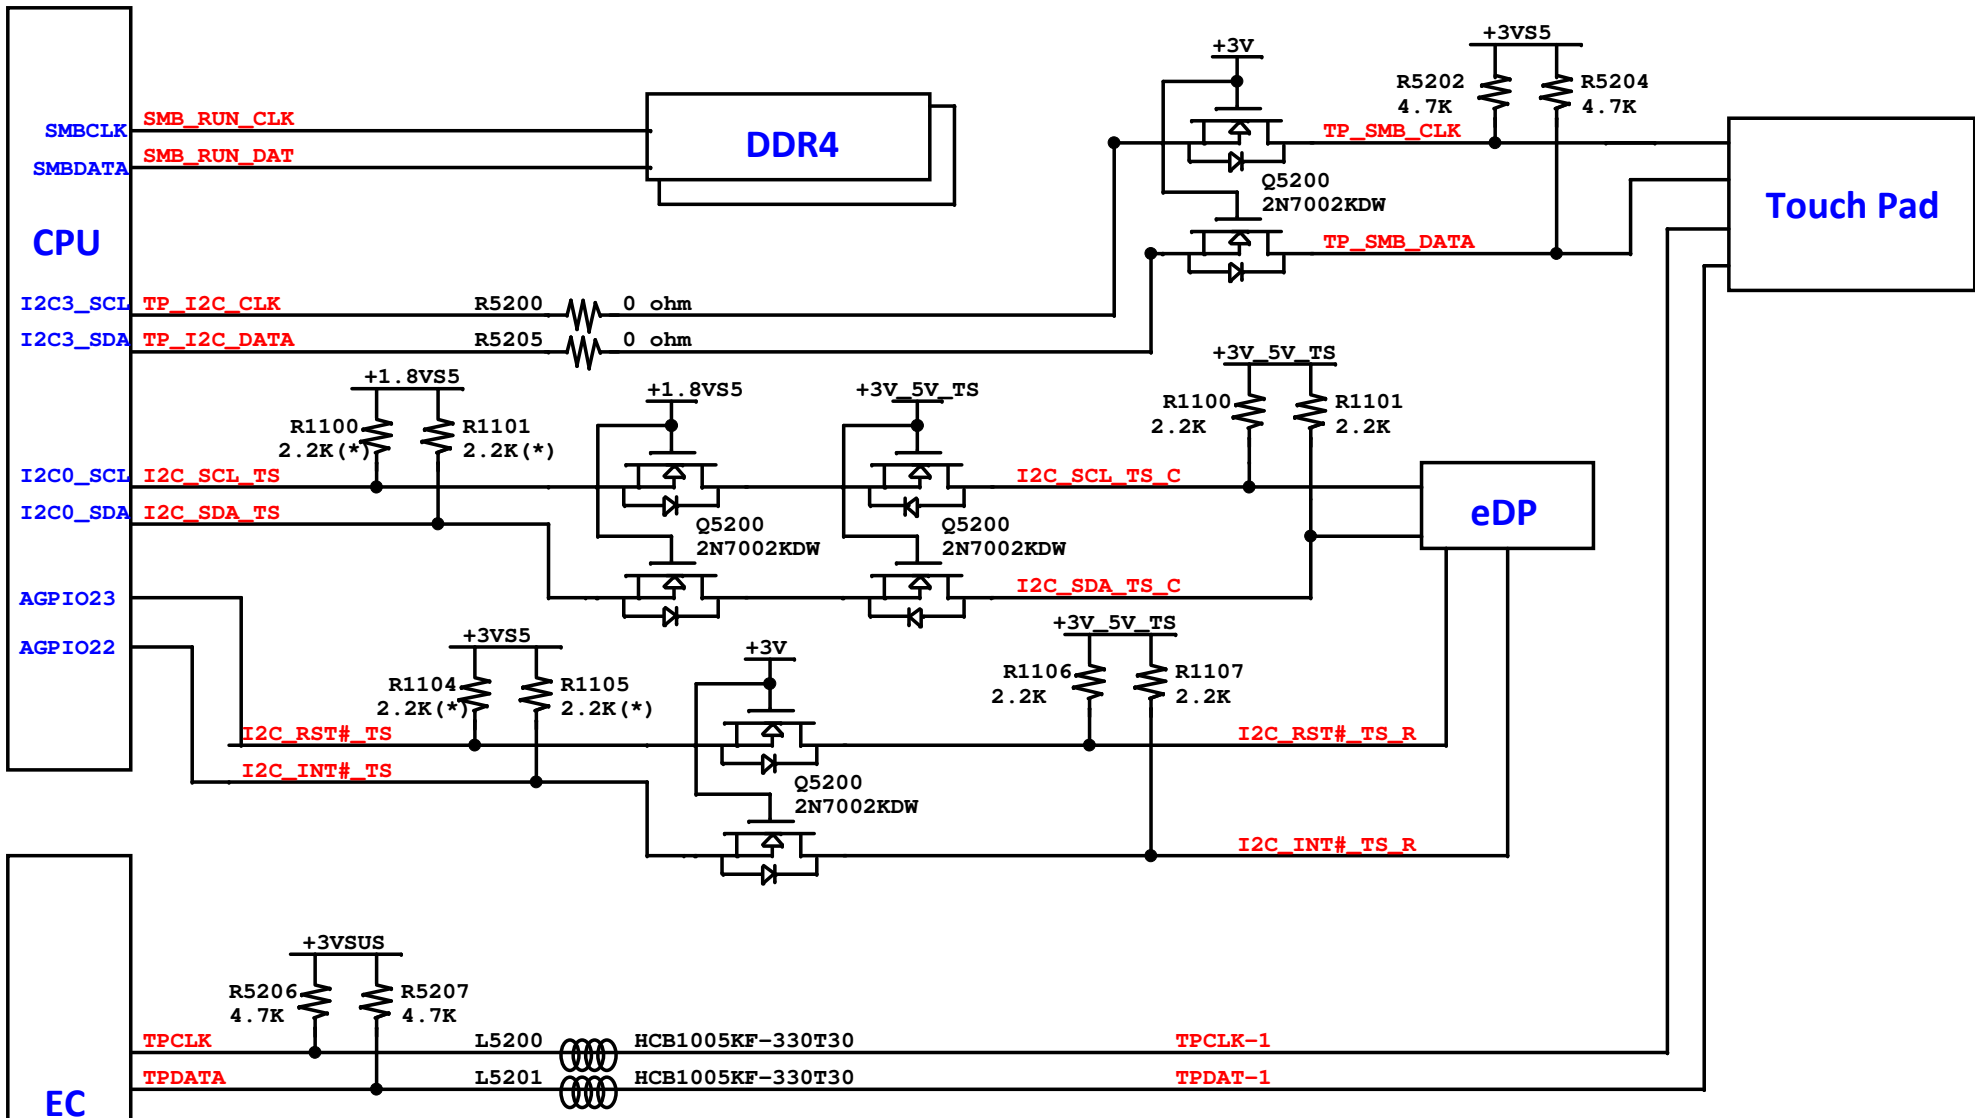 +3VS5
+3V
R5202
4.7K
R5204
4.7K
SMBCLK
SMB_RUN_CLK
SMBDATA
SMB_RUN_DAT
DDR4
TP_SMB_CLK
Q5200
2N7002KDW
Touch Pad
CPU
TP_SMB_DATA
I2C3_SCL
TP_I2C_CLK
R5200
0 ohm
I2C3_SDA
TP_I2C_DATA
R5205
0 ohm
+3V_5V_TS
+1.8VS5
+1.8VS5
+3V_5V_TS
R1100
2.2K
R1101
2.2K
R1100
2.2K(*)
R1101
2.2K(*)
I2C0_SCL
I2C_SCL_TS
I2C_SCL_TS_C
I2C0_SDA
I2C_SDA_TS
Q5200
2N7002KDW
Q5200
2N7002KDW
eDP
AGPIO23
I2C_SDA_TS_C
AGPIO22
+3VS5
+3V
+3V_5V_TS
R1104
2.2K(*)
R1105
2.2K(*)
R1106
2.2K
R1107
2.2K
I2C_RST#_TS
I2C_RST#_TS_R
I2C_INT#_TS
Q5200
2N7002KDW
I2C_INT#_TS_R
+3VSUS
R5206
4.7K
R5207
4.7K
TPCLK
L5200
HCB1005KF-330T30
TPCLK-1
TPDATA
L5201
HCB1005KF-330T30
TPDAT-1
EC